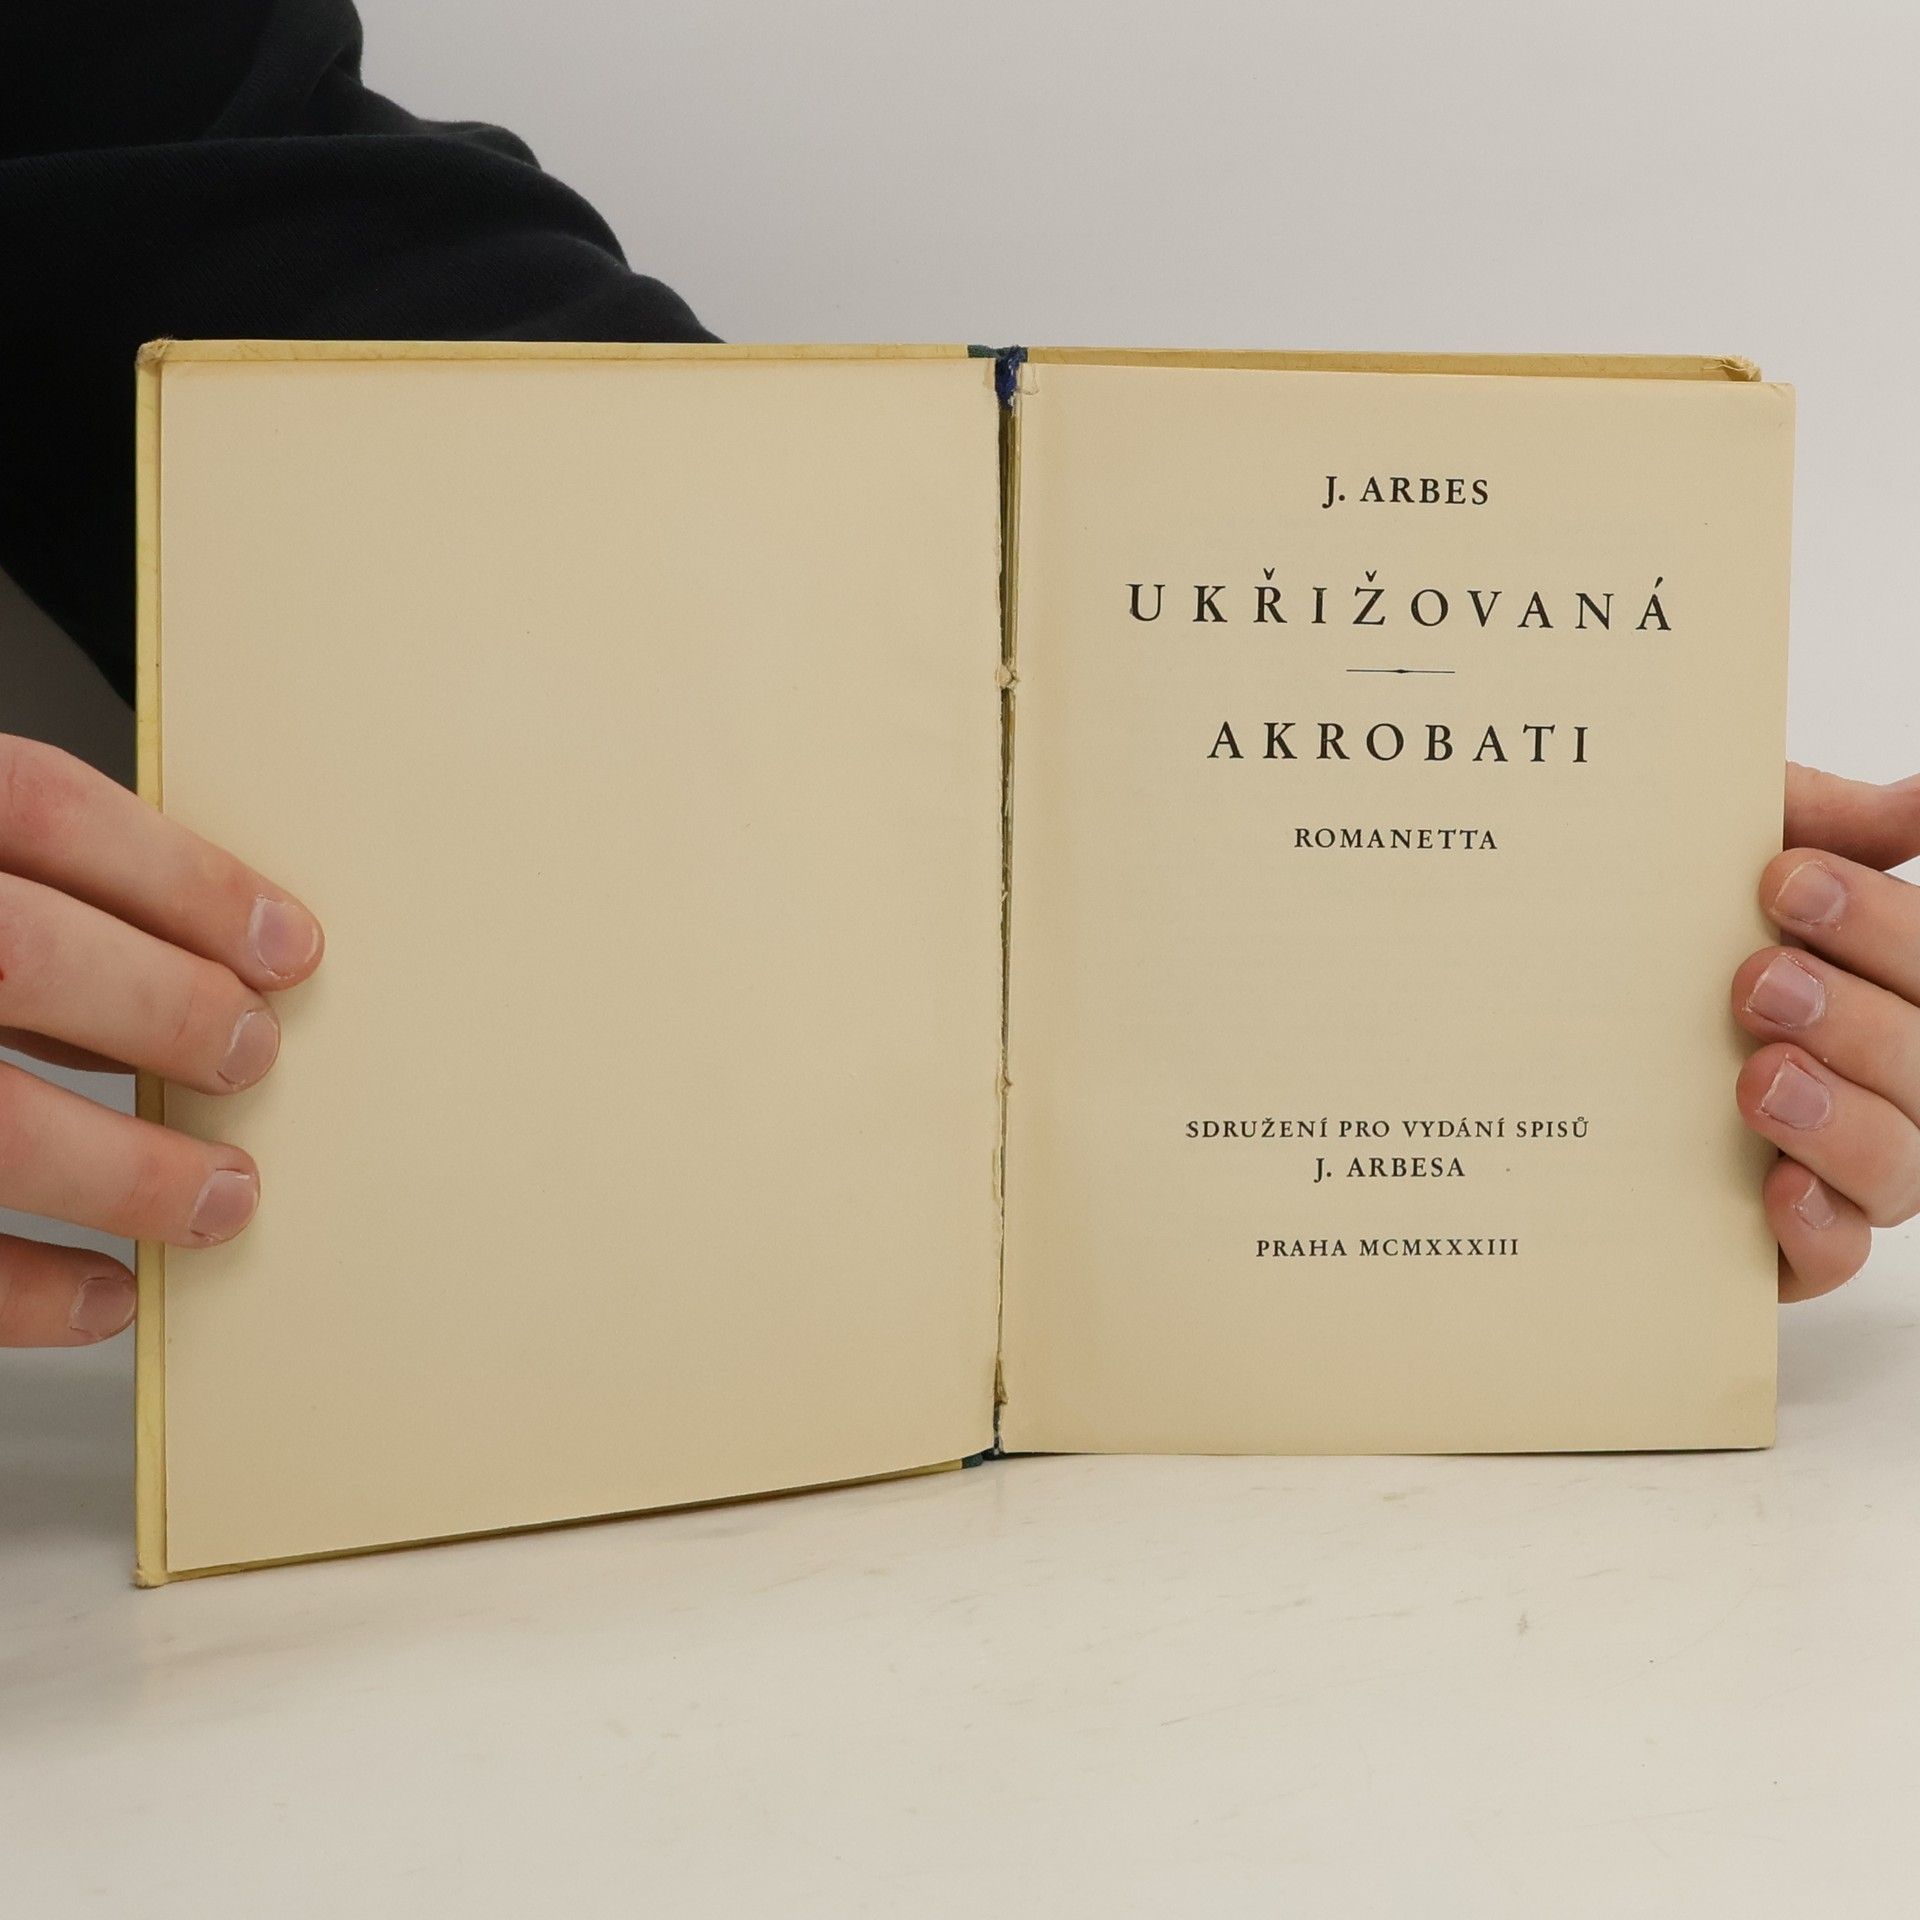 J. ARBES
UKŘIŽOVANÁ
AKROBATI
ROMANETTA
SDRUŽENÍ PRO VYDÁNÍ SPISŮ
J. ARBESA
PRAHA MCMXXXIII